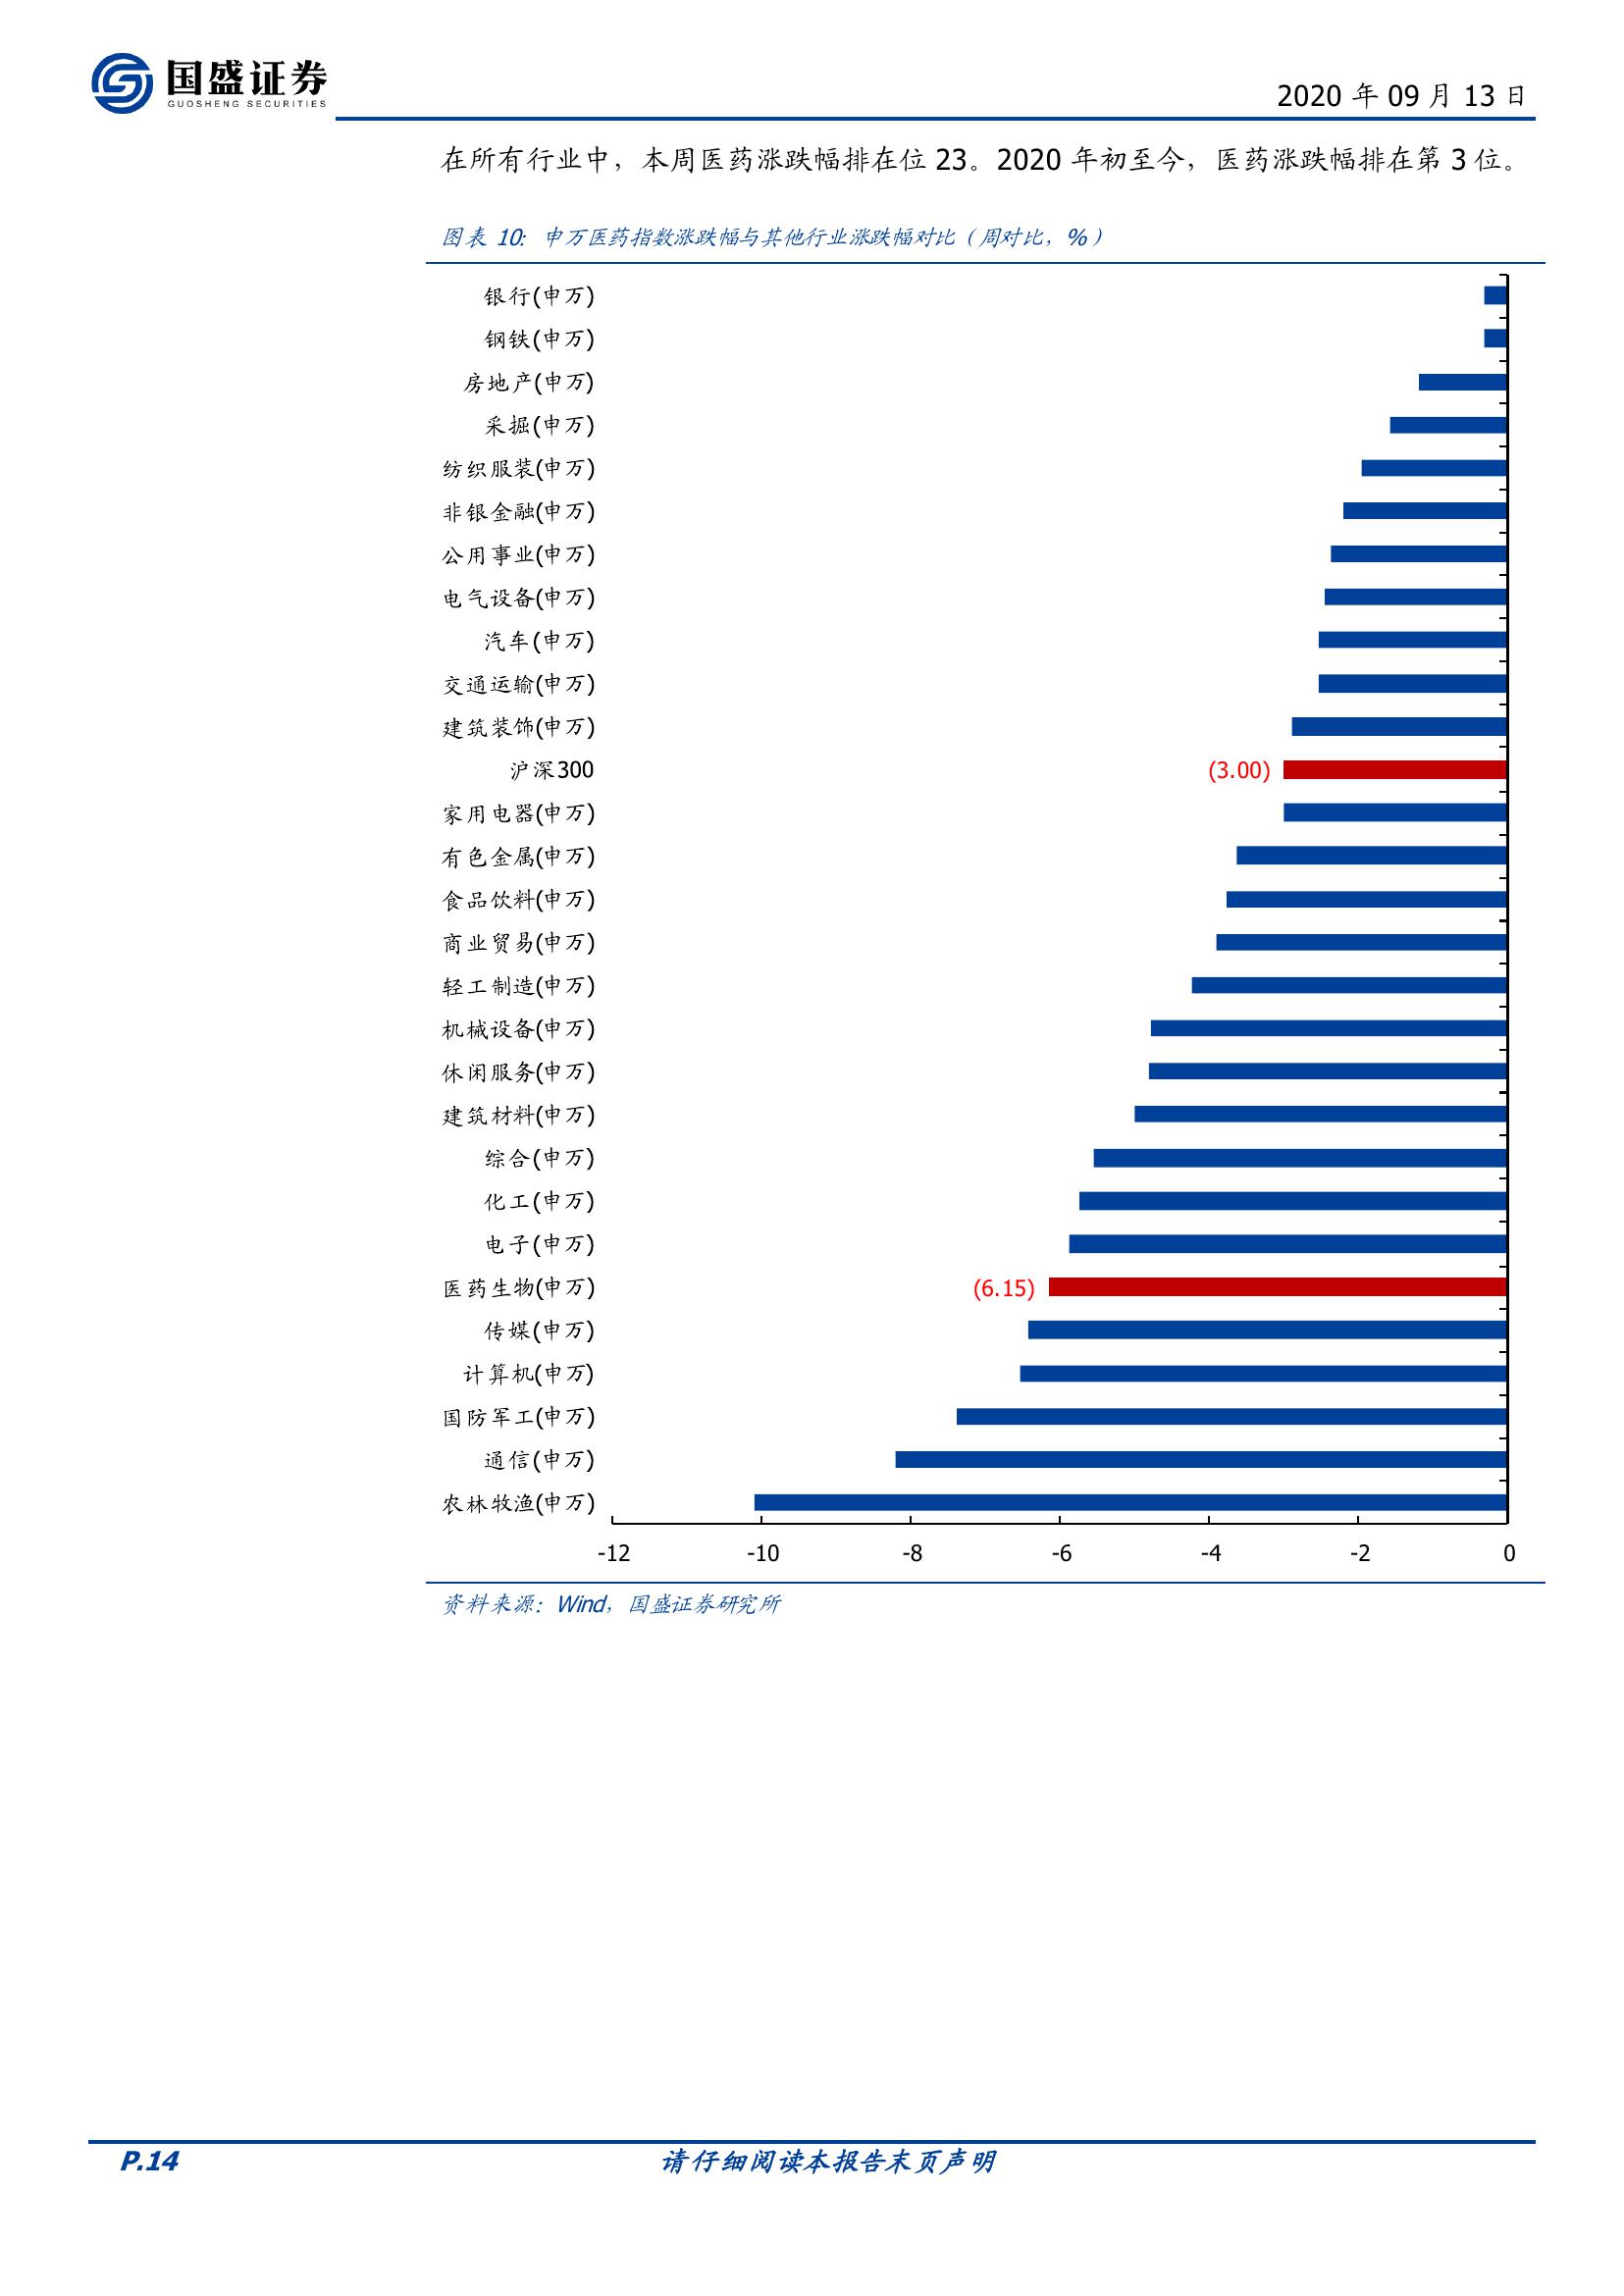 国盛证券
GUOSHENG SECURITIES
2020 年 09 月 13 日
在所有行业中，本周医药涨跌幅排在位 23。2020 年初至今，医药涨跌幅排在第 3 位。
图表 10: 申万医药指数涨跌幅与其他行业涨跌幅对比（周对比，%）
银行(申万)
钢铁(申万)
房地产(申万)
采掘(申万)
纺织服装(申万)
非银金融(申万)
公用事业(申万)
电气设备(申万)
汽车(申万)
交通运输(申万)
建筑装饰(申万)
沪深300 (3.00)
家用电器(申万)
有色金属(申万)
食品饮料(申万)
商业贸易(申万)
轻工制造(申万)
机械设备(申万)
休闲服务(申万)
建筑材料(申万)
综合(申万)
化工(申万)
电子(申万)
医药生物(申万) (6.15)
传媒(申万)
计算机(申万)
国防军工(申万)
通信(申万)
农林牧渔(申万)
-12 -10 -8 -6 -4 -2 0
资料来源：Wind，国盛证券研究所
P.14 请仔细阅读本报告末页声明